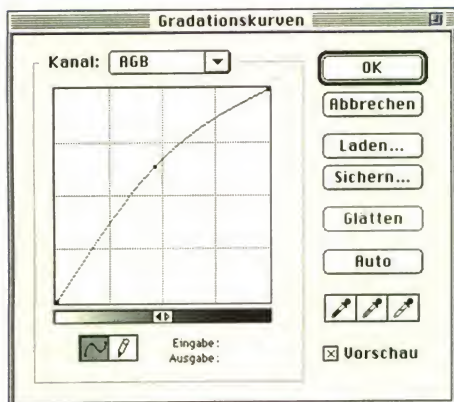 Gradationskurven
Kanal: RGB
OK
Abbrechen
Laden...
Sichern...
Glätten
Auto
Eingabe:
Ausgabe:
Vorschau